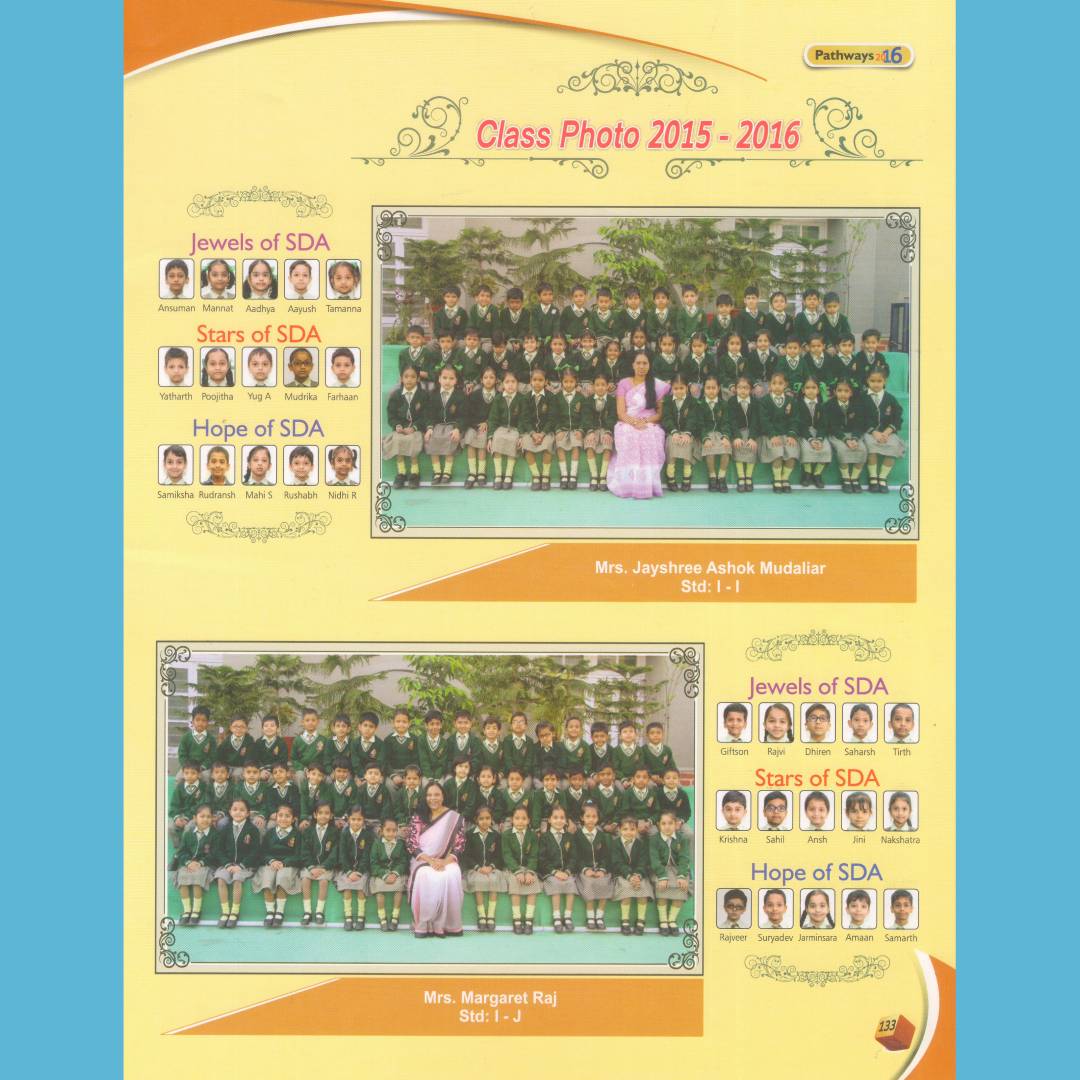 Pathways 2016
Class Photo 2015 - 2016
Jewels of SDA
Ansuman Mannat Aadhya Aayush Tamanna
Stars of SDA
Yatharth Poojitha Yug A Mudrika Farhaan
Hope of SDA
Samiksha Rudransh Mahi S Rushabh Nidhi R
Mrs. Jayshree Ashok Mudaliar
Std: I - I
Jewels of SDA
Giftson Rajvi Dhiren Saharsh Tirth
Stars of SDA
Krishna Sahil Ansh Jini Nakshatra
Hope of SDA
Rajveer Suryadev Jarminsara Amaan Samarth
Mrs. Margaret Raj
Std: I - J
133